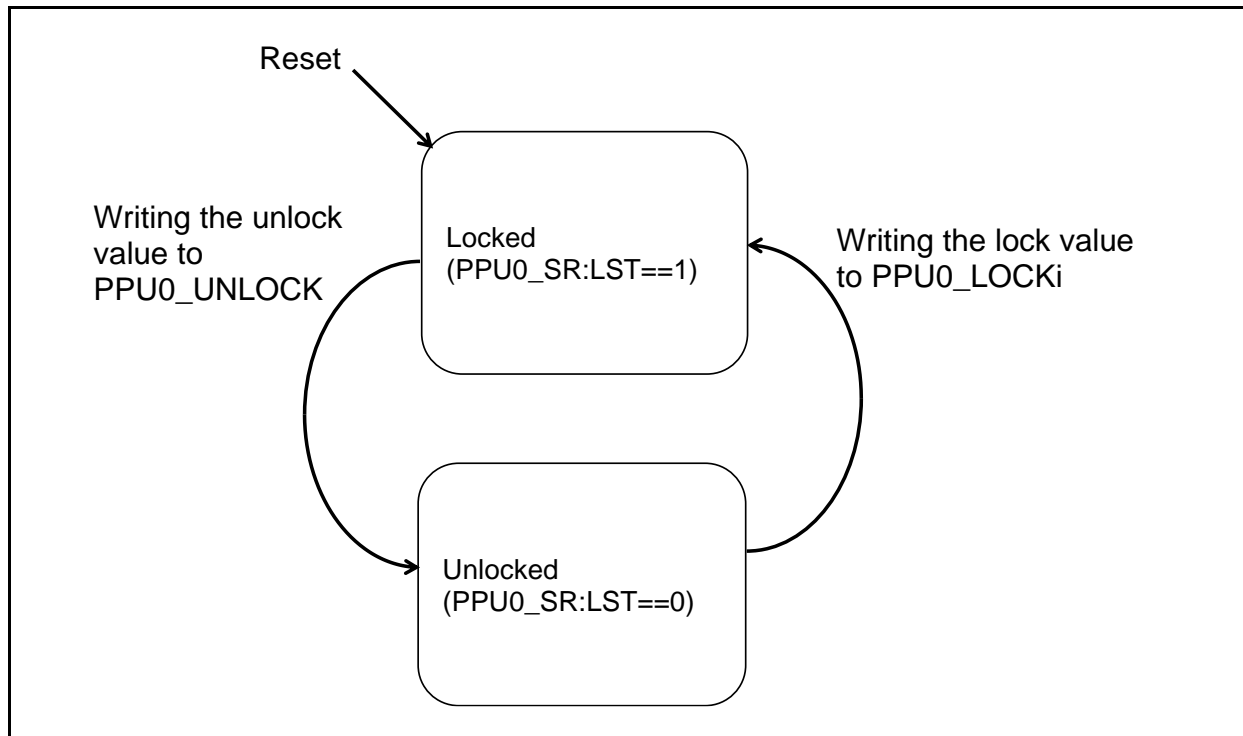 Reset
Writing the unlock
value to
PPU0_UNLOCK
Locked
(PPU0_SR:LST==1)
Writing the lock value
to PPU0_LOCKi
Unlocked
(PPU0_SR:LST==0)